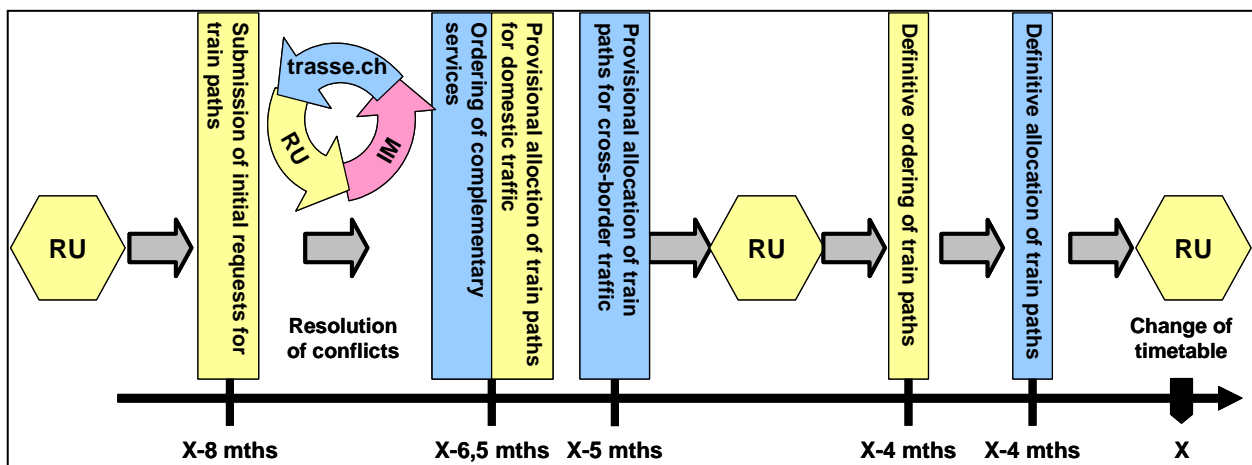 RU
Submission of initial requests for
train paths
trasse.ch
RU
IM
Resolution
of conflicts
Ordering of complementary
services
Provisional alloction of train paths
for domestic traffic
Provisional allocation of train
paths for cross-border traffic
RU
Definitive ordering of train paths
Definitive allocation of train paths
RU
Change of
timetable
X-8 mths
X-6,5 mths
X-5 mths
X-4 mths
X-4 mths
X